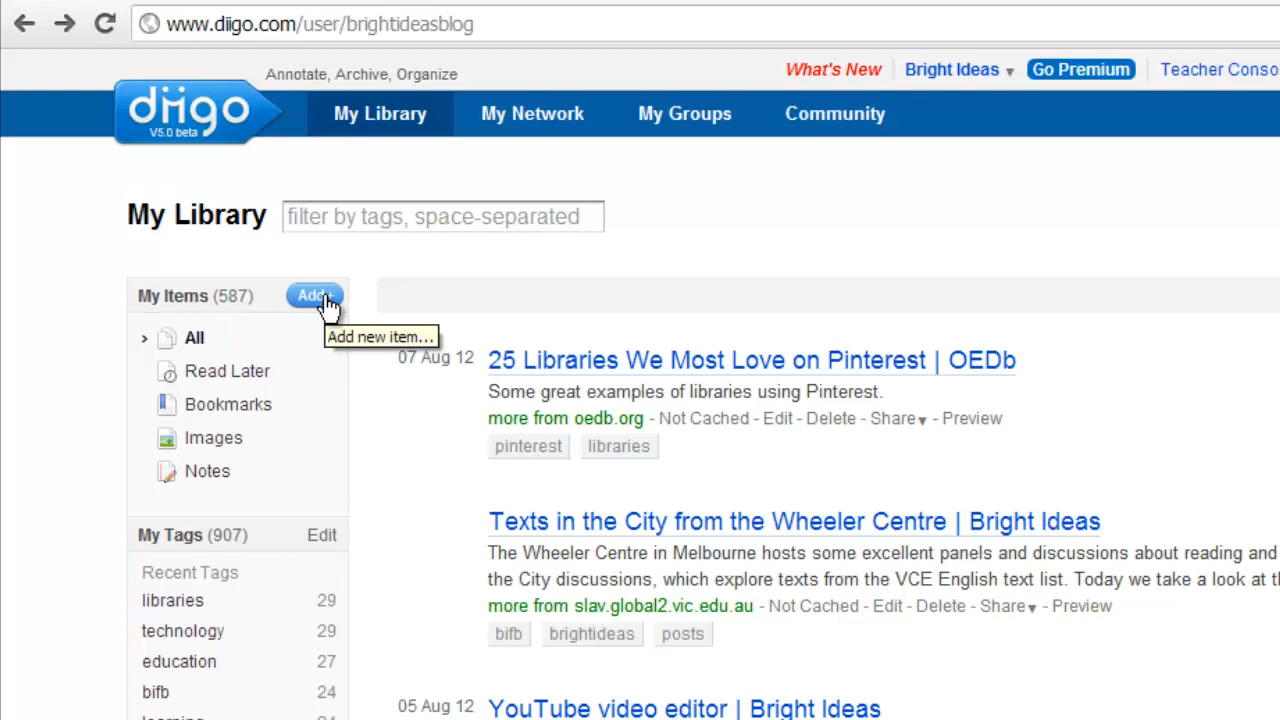 www.diigo.com/user/brightideasblog
Annotate, Archive, Organize
What's New
Bright Ideas ▼
Go Premium
Teacher Conso
diigo
V5.0 beta
My Library
My Network
My Groups
Community
My Library
filter by tags, space-separated
My Items (587)
Add+
Add new item...
All
Read Later
Bookmarks
Images
Notes
My Tags (907)
Edit
Recent Tags
libraries 29
technology 29
education 27
bifb 24
07 Aug 12
25 Libraries We Most Love on Pinterest | OEDb
Some great examples of libraries using Pinterest.
more from oedb.org - Not Cached - Edit - Delete - Share▼ - Preview
pinterest libraries
Texts in the City from the Wheeler Centre | Bright Ideas
The Wheeler Centre in Melbourne hosts some excellent panels and discussions about reading and
the City discussions, which explore texts from the VCE English text list. Today we take a look at
more from slav.global2.vic.edu.au - Not Cached - Edit - Delete - Share▼ - Preview
bifb brightideas posts
05 Aug 12
YouTube video editor | Bright Ideas